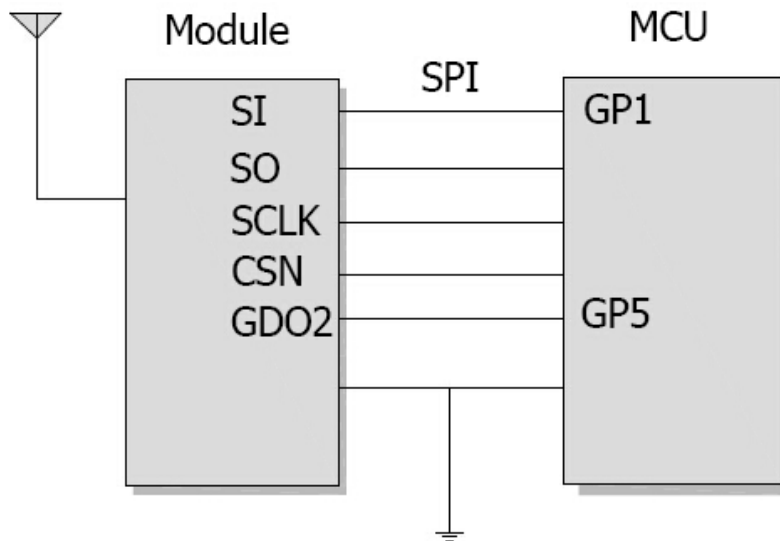 Module
MCU
SPI
SI
GP1
SO
SCLK
CSN
GDO2
GP5